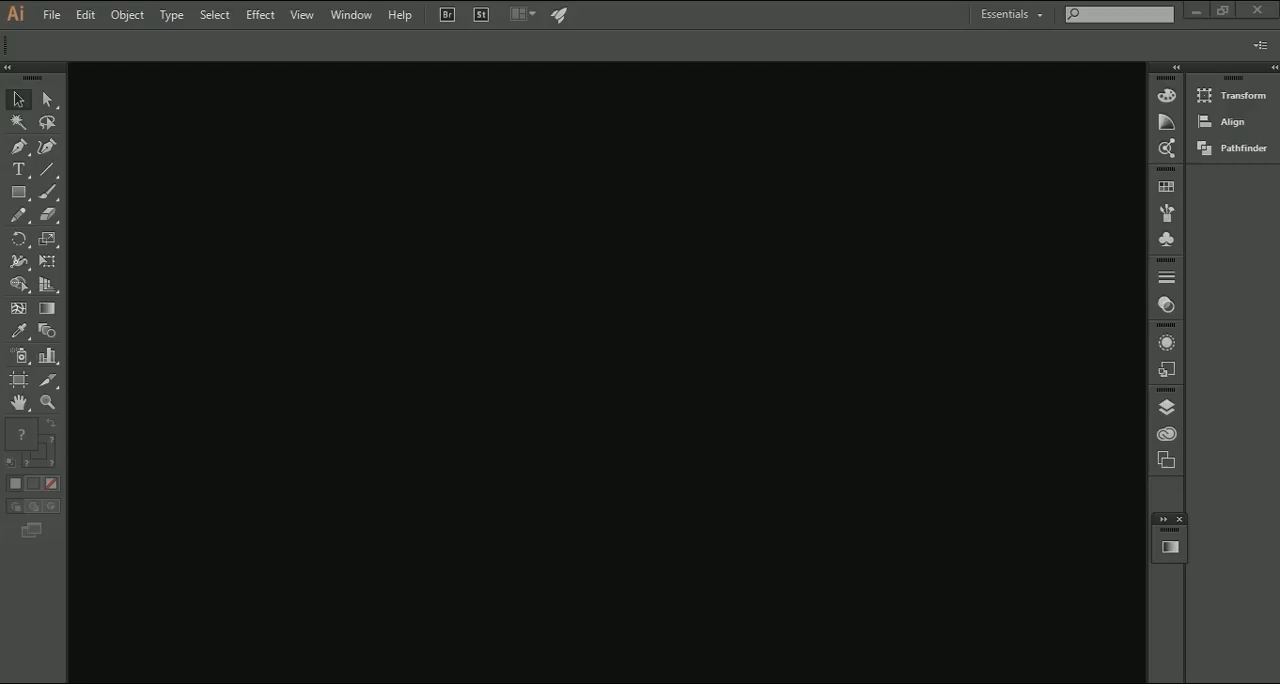 Ai File Edit Object Type Select Effect View Window Help Br St Essentials
Transform
Align
Pathfinder
T
?
?
? ?